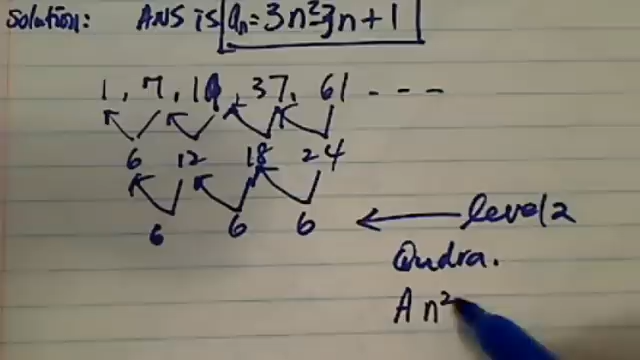 Solution: ANS is aₙ = 3n²-3n+1
1, 7, 19, 37, 61 - - -
6 12 18 24
6 6 6 ← level 2
Qudra.
An²